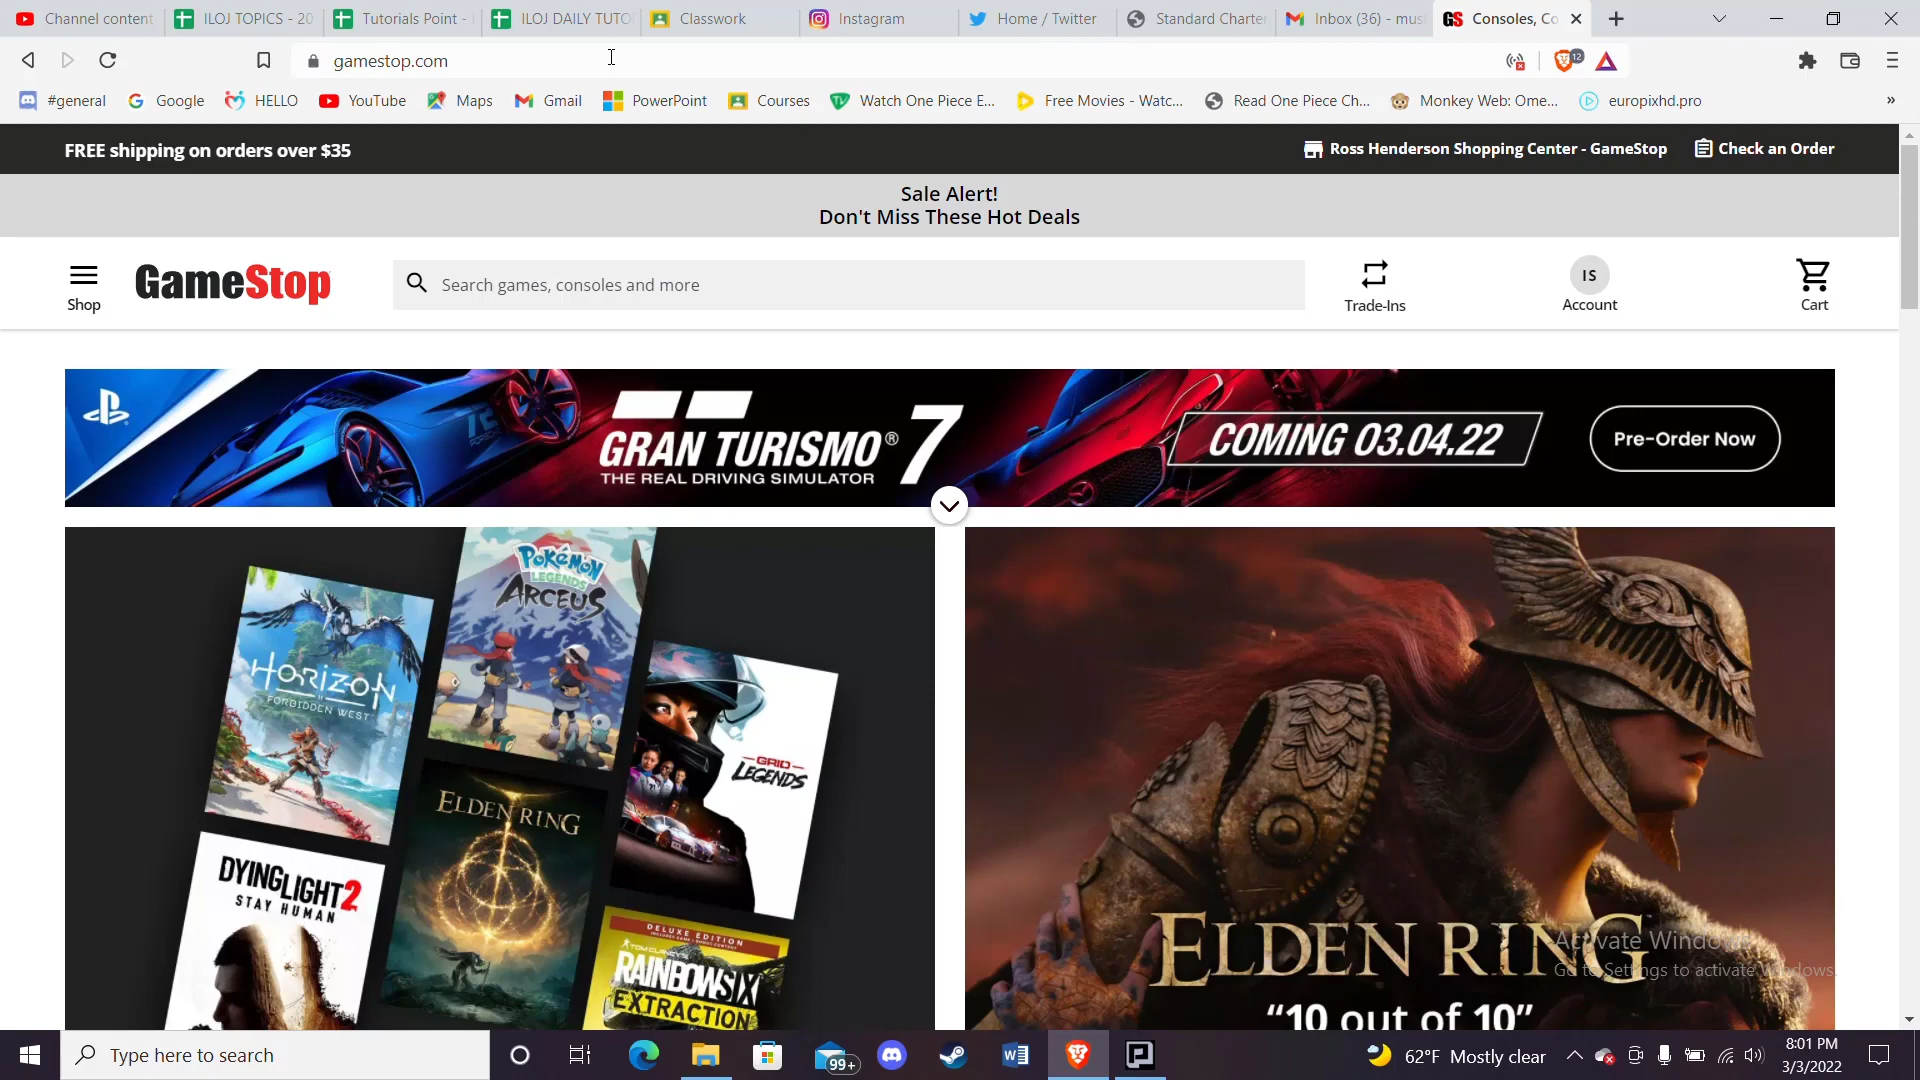 Channel content
ILOJ TOPICS - 20
Tutorials Point -
ILOJ DAILY TUTO
Classwork
Instagram
Home / Twitter
Standard Charter
Inbox (36) - mus
GS Consoles, Co
gamestop.com
12
#general
Google
HELLO
YouTube
Maps
Gmail
PowerPoint
Courses
Watch One Piece E...
Free Movies - Watc...
Read One Piece Ch...
Monkey Web: Ome...
europixhd.pro
»
FREE shipping on orders over $35
Ross Henderson Shopping Center - GameStop
Check an Order
Sale Alert!
Don't Miss These Hot Deals
Shop
GameStop
Search games, consoles and more
Trade-Ins
IS
Account
Cart
GRAN TURISMO® 7
THE REAL DRIVING SIMULATOR
COMING 03.04.22
Pre-Order Now
POKéMON
LEGENDS
ARCEUS
HORIZON
FORBIDDEN WEST
GRID
LEGENDS
ELDEN RING
DYING LIGHT 2
STAY HUMAN
DELUXE EDITION
TOM CLANCY'S
RAINBOW SIX
EXTRACTION
ELDEN RING
“10 out of 10”
Activate Windows
Go to Settings to activate Windows.
Type here to search
99+
62°F Mostly clear
8:01 PM
3/3/2022